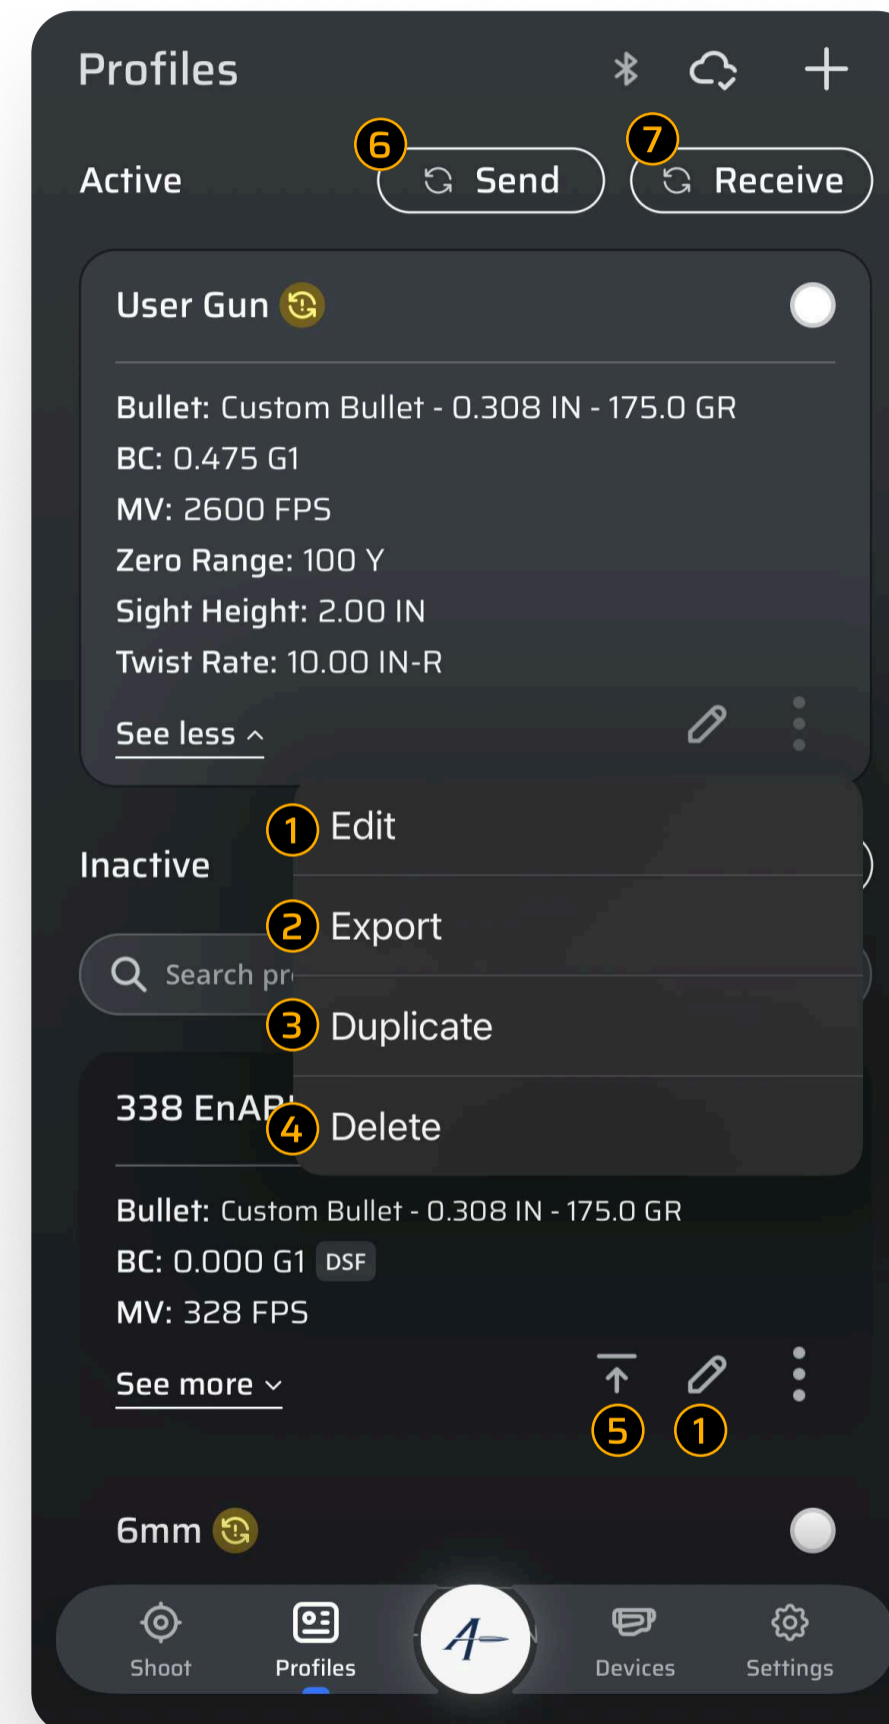 Profiles
6
7
Active
Send
Receive
User Gun
Bullet: Custom Bullet - 0.308 IN - 175.0 GR
BC: 0.475 G1
MV: 2600 FPS
Zero Range: 100 Y
Sight Height: 2.00 IN
Twist Rate: 10.00 IN-R
See less
1 Edit
Inactive
2 Export
Search pr
3 Duplicate
338 EnAB
4 Delete
Bullet: Custom Bullet - 0.308 IN - 175.0 GR
BC: 0.000 G1 DSF
MV: 328 FPS
See more
5 1
6mm
A
Shoot Profiles Devices Settings